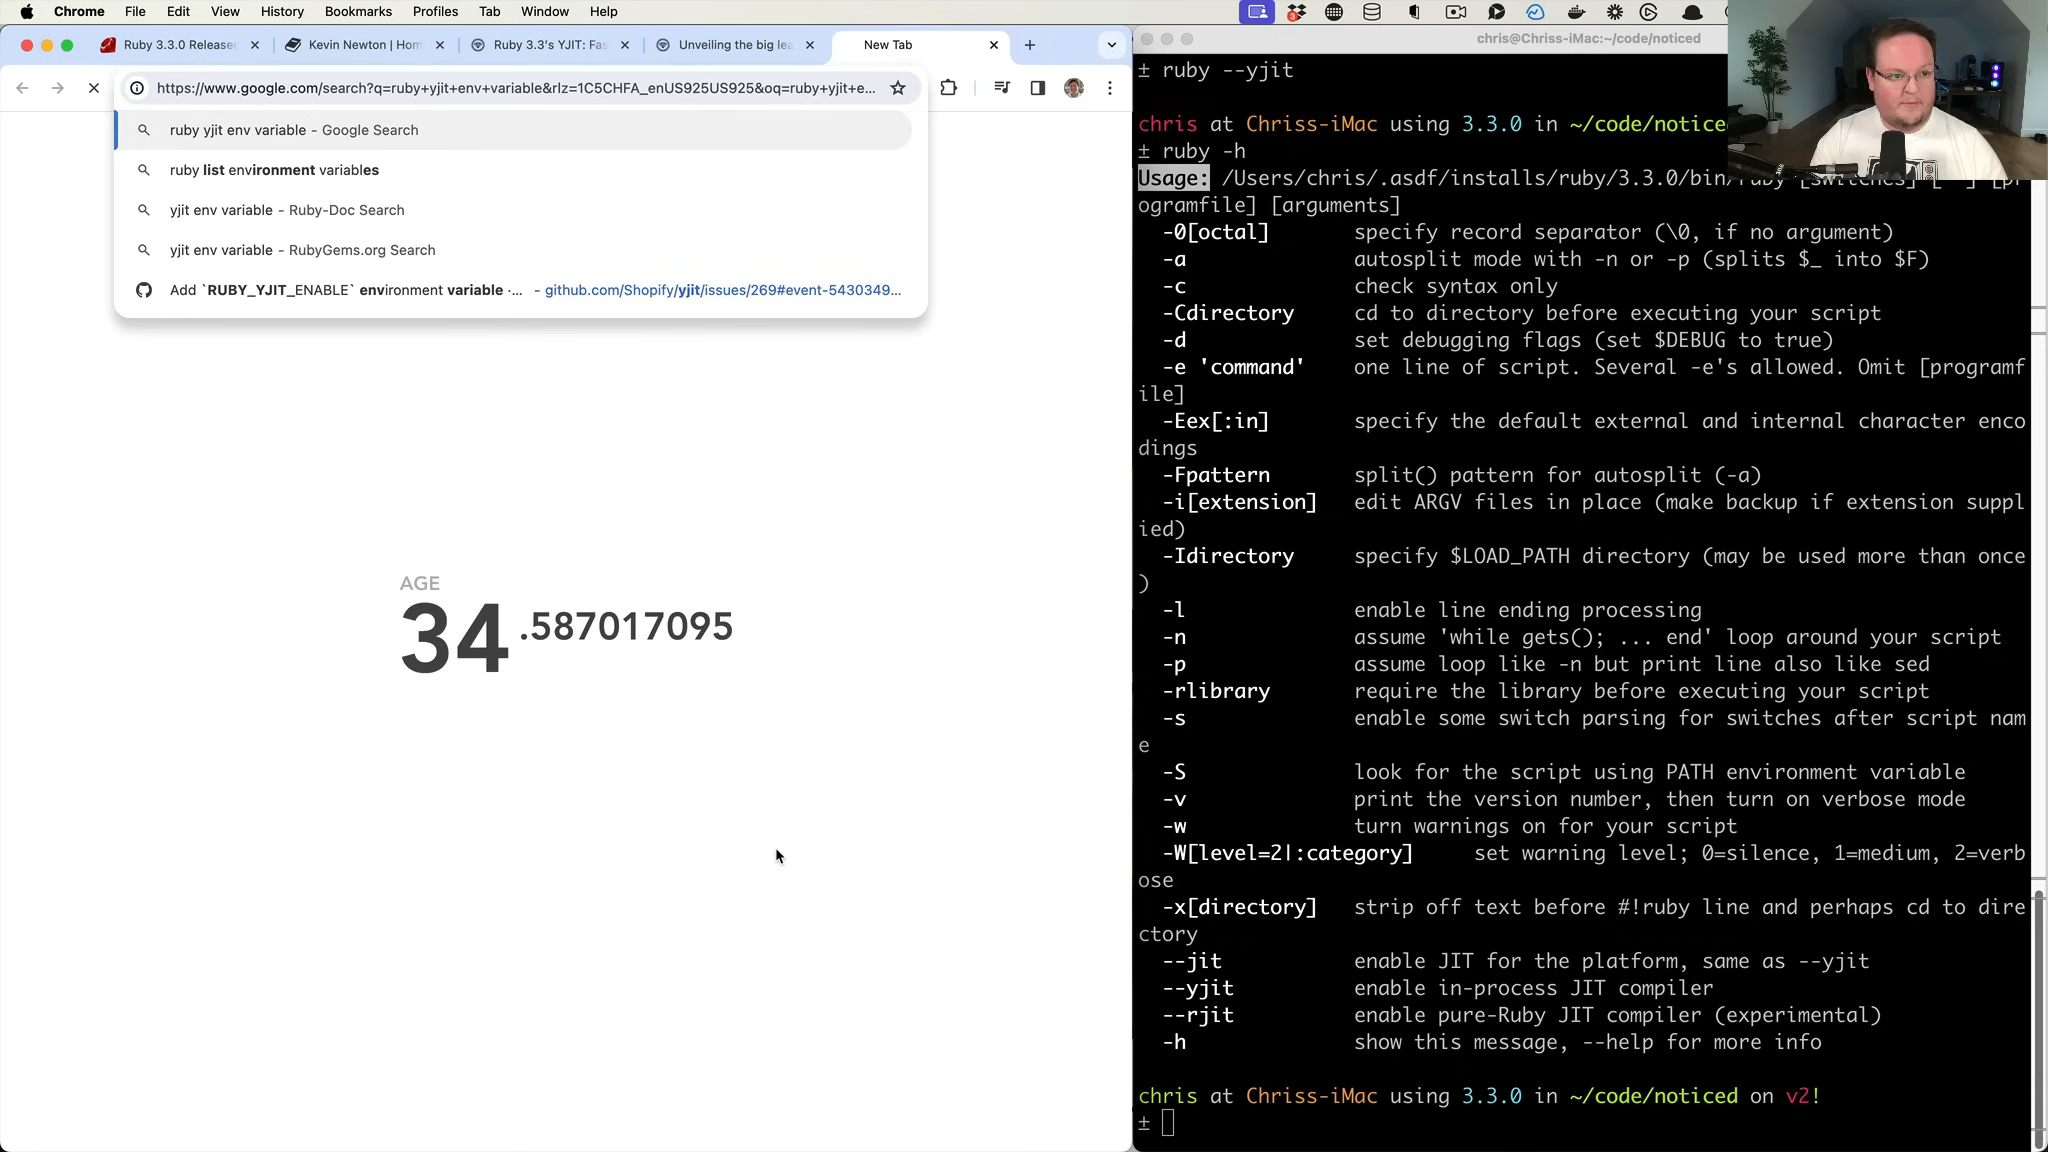 Chrome File Edit View History Bookmarks Profiles Tab Window Help
3
chris@Chriss-iMac:~/code/noticed
Ruby 3.3.0 Release
Kevin Newton | Hom
Ruby 3.3's YJIT: Fas
Unveiling the big lea
New Tab
https://www.google.com/search?q=ruby+yjit+env+variable&rlz=1C5CHFA_enUS925US925&oq=ruby+yjit+e...
ruby yjit env variable - Google Search
ruby list environment variables
yjit env variable - Ruby-Doc Search
yjit env variable - RubyGems.org Search
Add `RUBY_YJIT_ENABLE` environment variable ·... - github.com/Shopify/yjit/issues/269#event-5430349...
AGE
34.587017095
± ruby --yjit
chris at Chriss-iMac using 3.3.0 in ~/code/notice
± ruby -h
Usage: /Users/chris/.asdf/installs/ruby/3.3.0/bin/ruby [switches] [--] [pr
ogramfile] [arguments]
-0[octal] specify record separator (\0, if no argument)
-a autosplit mode with -n or -p (splits $_ into $F)
-c check syntax only
-Cdirectory cd to directory before executing your script
-d set debugging flags (set $DEBUG to true)
-e 'command' one line of script. Several -e's allowed. Omit [programf
ile]
-Eex[:in] specify the default external and internal character enco
dings
-Fpattern split() pattern for autosplit (-a)
-i[extension] edit ARGV files in place (make backup if extension suppl
ied)
-Idirectory specify $LOAD_PATH directory (may be used more than once
)
-l enable line ending processing
-n assume 'while gets(); ... end' loop around your script
-p assume loop like -n but print line also like sed
-rlibrary require the library before executing your script
-s enable some switch parsing for switches after script nam
e
-S look for the script using PATH environment variable
-v print the version number, then turn on verbose mode
-w turn warnings on for your script
-W[level=2|:category] set warning level; 0=silence, 1=medium, 2=verb
ose
-x[directory] strip off text before #!ruby line and perhaps cd to dire
ctory
--jit enable JIT for the platform, same as --yjit
--yjit enable in-process JIT compiler
--rjit enable pure-Ruby JIT compiler (experimental)
-h show this message, --help for more info
chris at Chriss-iMac using 3.3.0 in ~/code/noticed on v2!
±